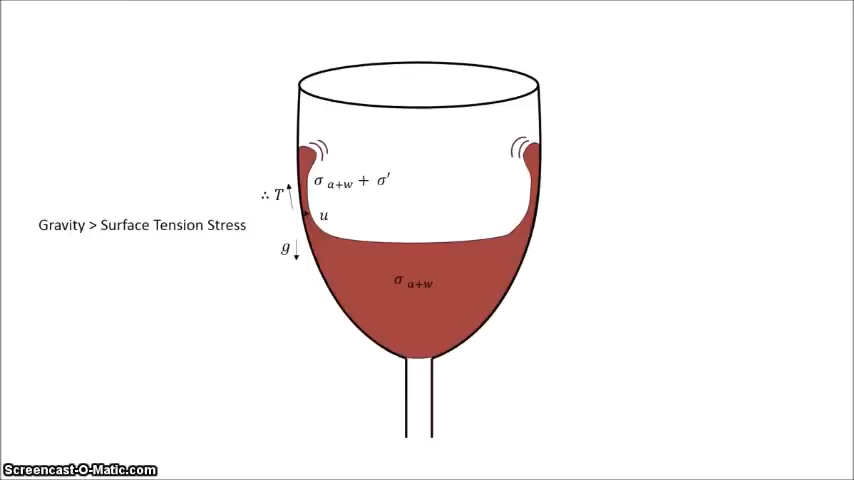 σ a+w + σ′
∴ T
u
Gravity > Surface Tension Stress
g
σ a+w
Screencast-O-Matic.com